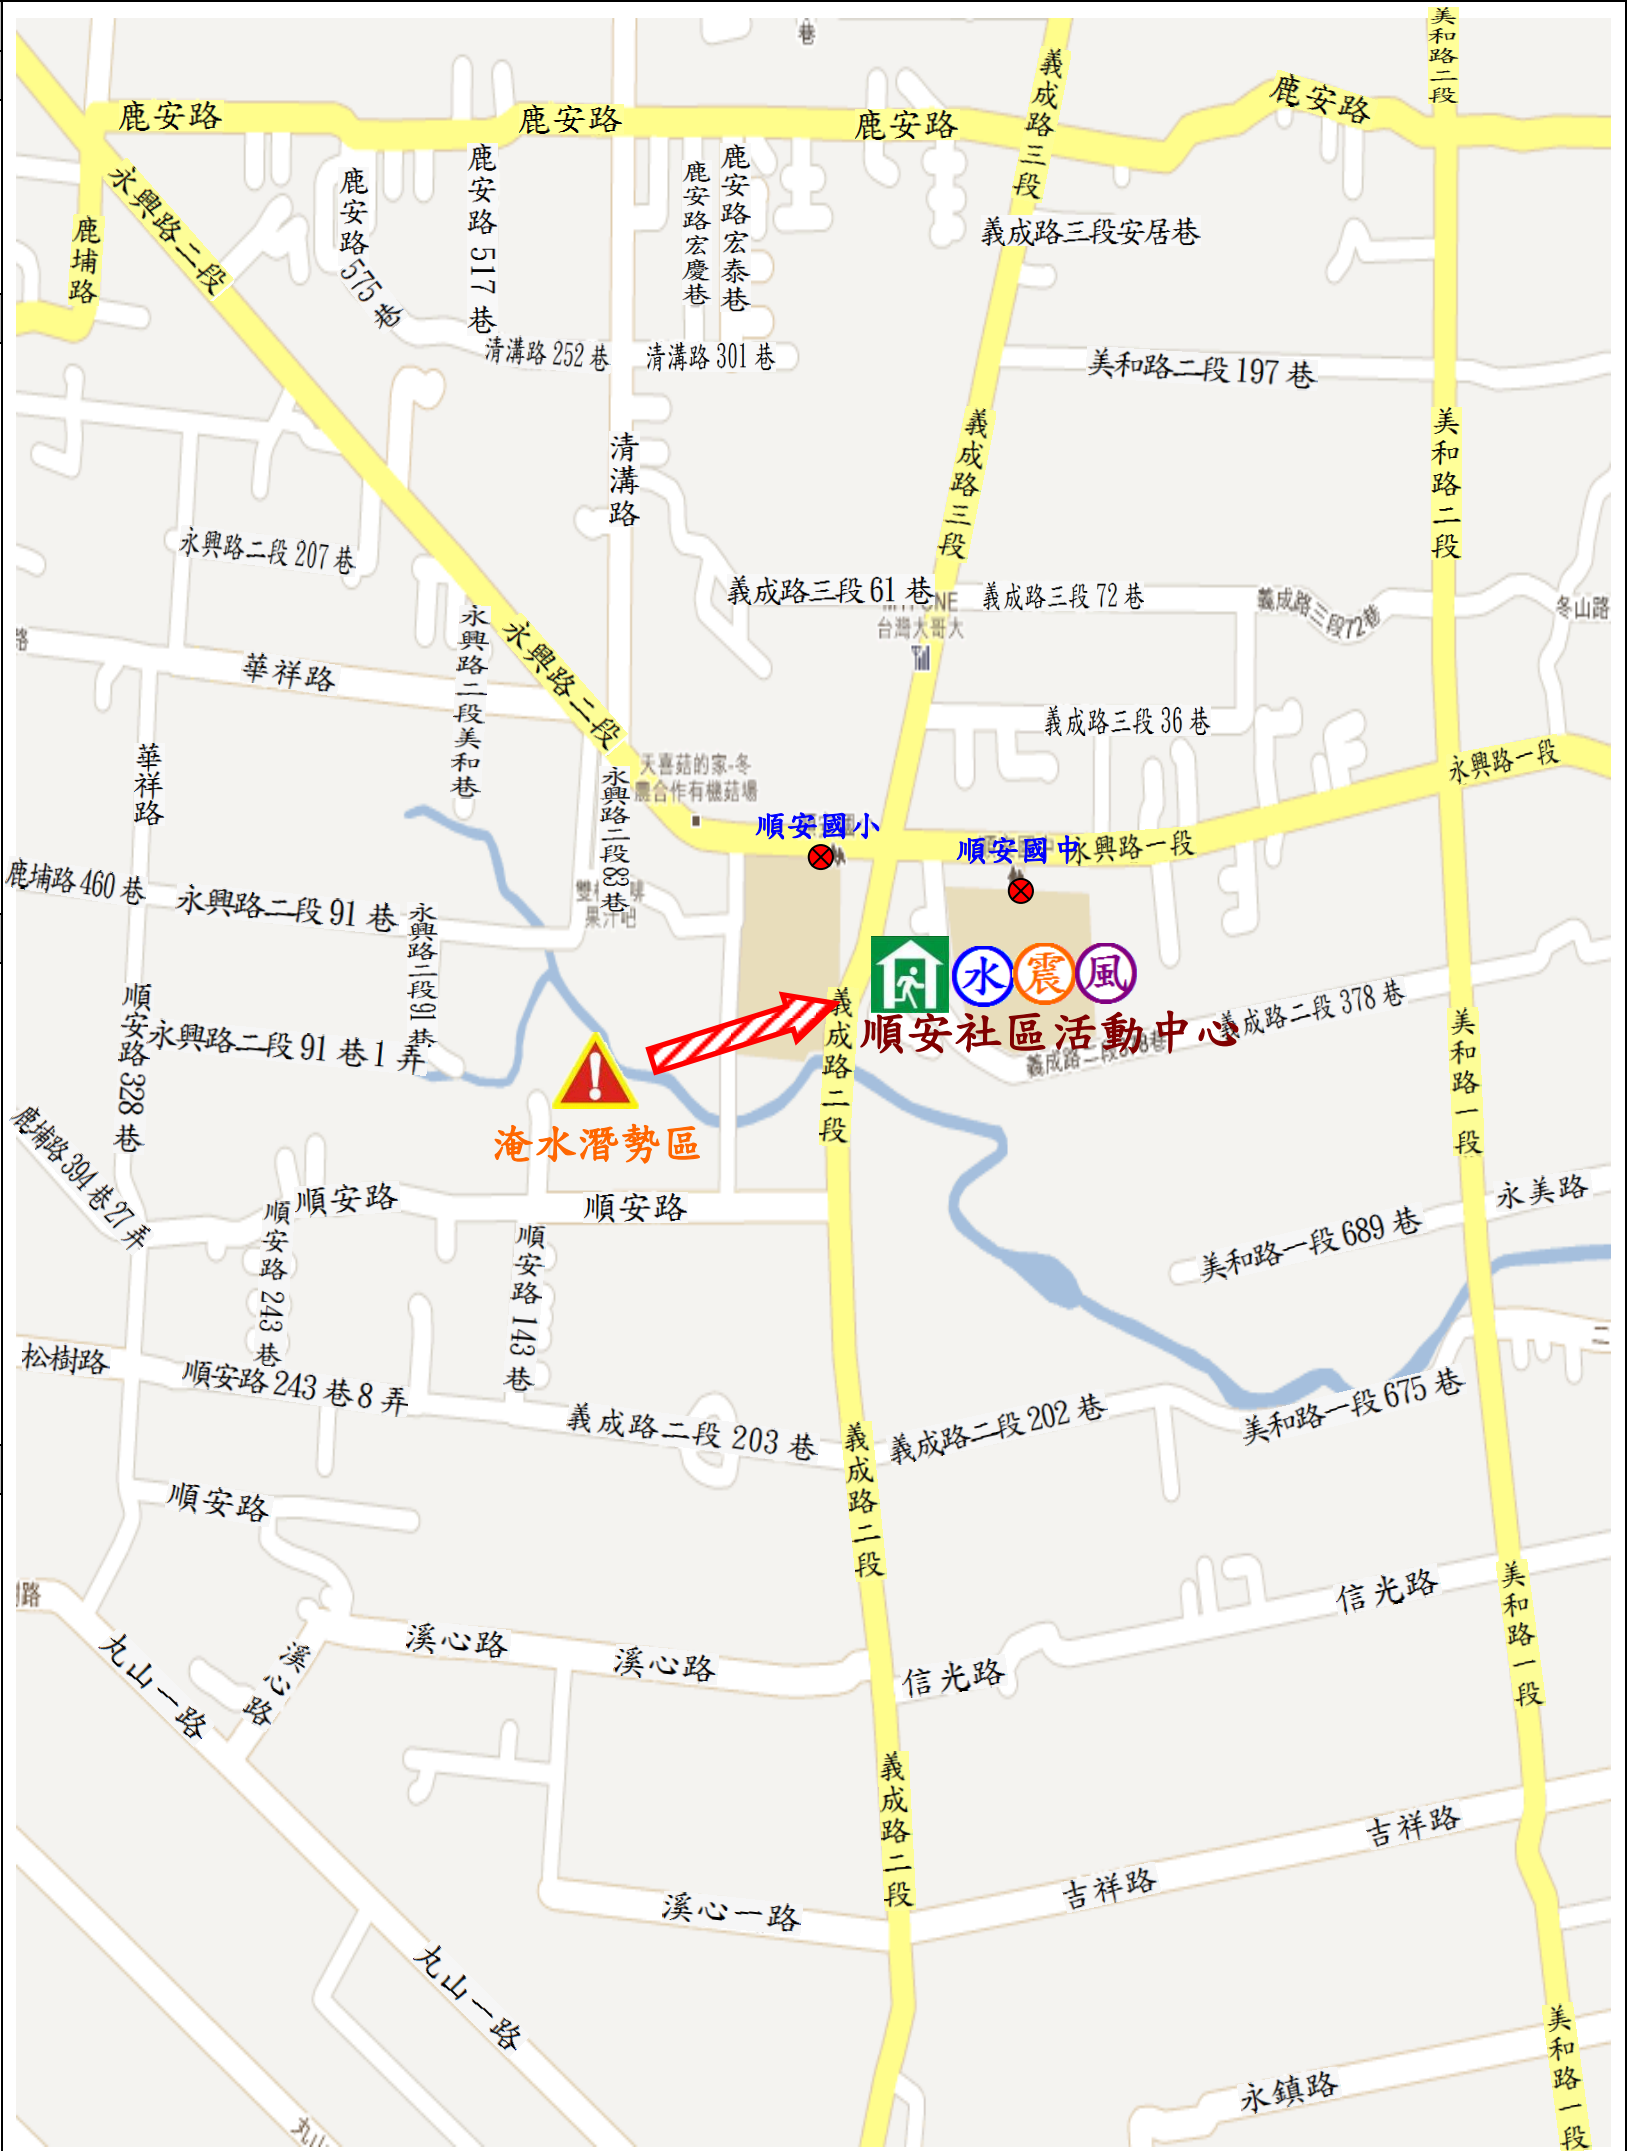 巷
美和路二段
義成路三段
鹿安路
鹿安路
鹿安路
鹿安路
鹿埔路
永興路二段
鹿安路575巷
鹿安路517巷
鹿安路宏慶巷
鹿安路宏泰巷
義成路三段安居巷
清溝路252巷
清溝路301巷
美和路二段197巷
清溝路
義成路三段
美和路二段
永興路二段207巷
義成路三段61巷
義成路三段72巷
義成路三段72巷
冬山路
台灣大哥大
路
華祥路
永興路二段美和巷
永興路二段
義成路三段36巷
華祥路
天喜菇的家-冬
農合作有機菇場
永興路二段83巷
順安國小
順安國中
永興路一段
永興路一段
鹿埔路460巷
永興路二段91巷
永興路二段91巷
果汁吧
水
震
風
順安社區活動中心
義成路二段378巷
義成路二段378巷
順安路328巷
永興路二段91巷1弄
義成路二段
美和路一段
淹水潛勢區
鹿埔路394巷27弄
順安路
順安路
順安路243巷
順安路143巷
永美路
美和路一段689巷
松樹路
順安路243巷8弄
義成路二段203巷
義成路二段
義成路二段202巷
美和路一段675巷
順安路
路
信光路
信光路
美和路一段
溪心路
溪心路
溪心路
丸山一路
義成路二段
吉祥路
吉祥路
溪心一路
丸山一路
美和路一段
永鎮路
丸山